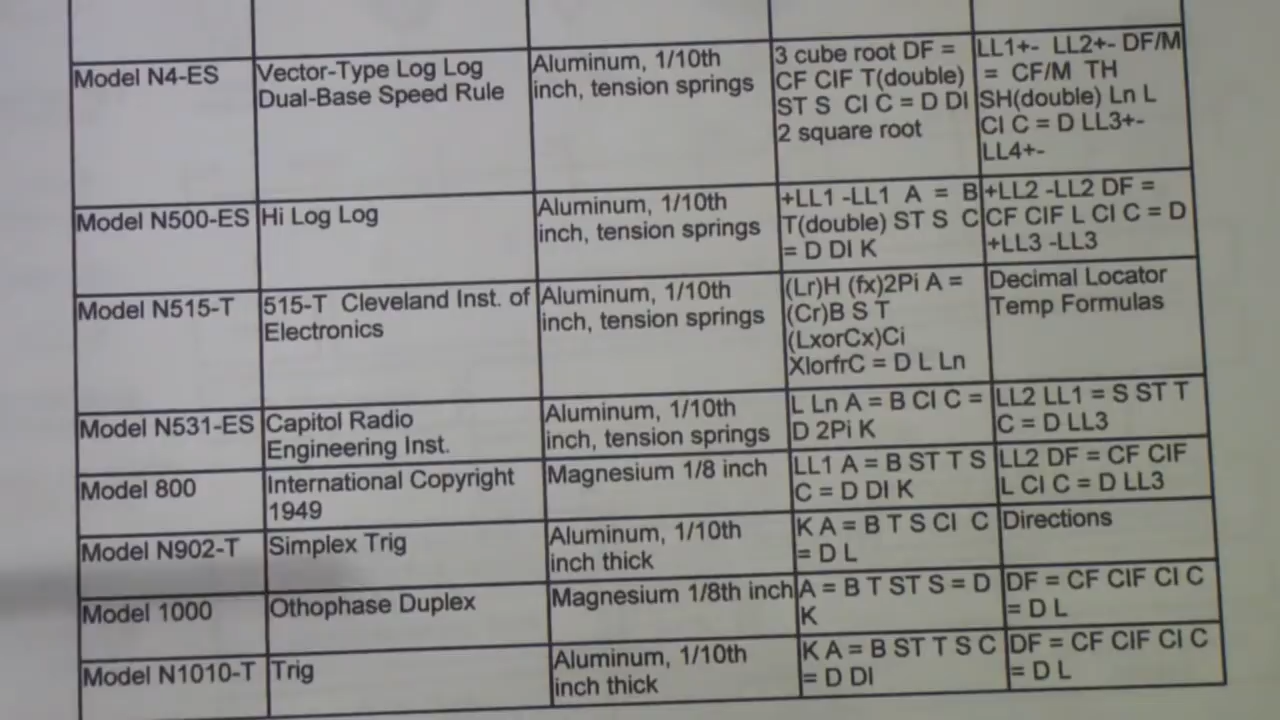 Model N4-ES
Vector-Type Log Log
Dual-Base Speed Rule
Aluminum, 1/10th
inch, tension springs
3 cube root DF =
CF CIF T(double)
ST S CI C = D DI
2 square root
LL1+- LL2+- DF/M
= CF/M TH
SH(double) Ln L
CI C = D LL3+-
LL4+-
Model N500-ES
Hi Log Log
Aluminum, 1/10th
inch, tension springs
+LL1 -LL1 A = B
T(double) ST S C
= D DI K
+LL2 -LL2 DF =
CF CIF L CI C = D
+LL3 -LL3
Model N515-T
515-T Cleveland Inst. of
Electronics
Aluminum, 1/10th
inch, tension springs
(Lr)H (fx)2Pi A =
(Cr)B S T
(LxorCx)Ci
XlorfrC = D L Ln
Decimal Locator
Temp Formulas
Model N531-ES
Capitol Radio
Engineering Inst.
Aluminum, 1/10th
inch, tension springs
L Ln A = B CI C =
D 2Pi K
LL2 LL1 = S ST T
C = D LL3
Model 800
International Copyright
1949
Magnesium 1/8 inch
LL1 A = B ST T S
C = D DI K
LL2 DF = CF CIF
L CI C = D LL3
Model N902-T
Simplex Trig
Aluminum, 1/10th
inch thick
K A = B T S CI C
= D L
Directions
Model 1000
Othophase Duplex
Magnesium 1/8th inch
A = B T ST S = D
K
DF = CF CIF CI C
= D L
Model N1010-T
Trig
Aluminum, 1/10th
inch thick
K A = B ST T S C
= D DI
DF = CF CIF CI C
= D L